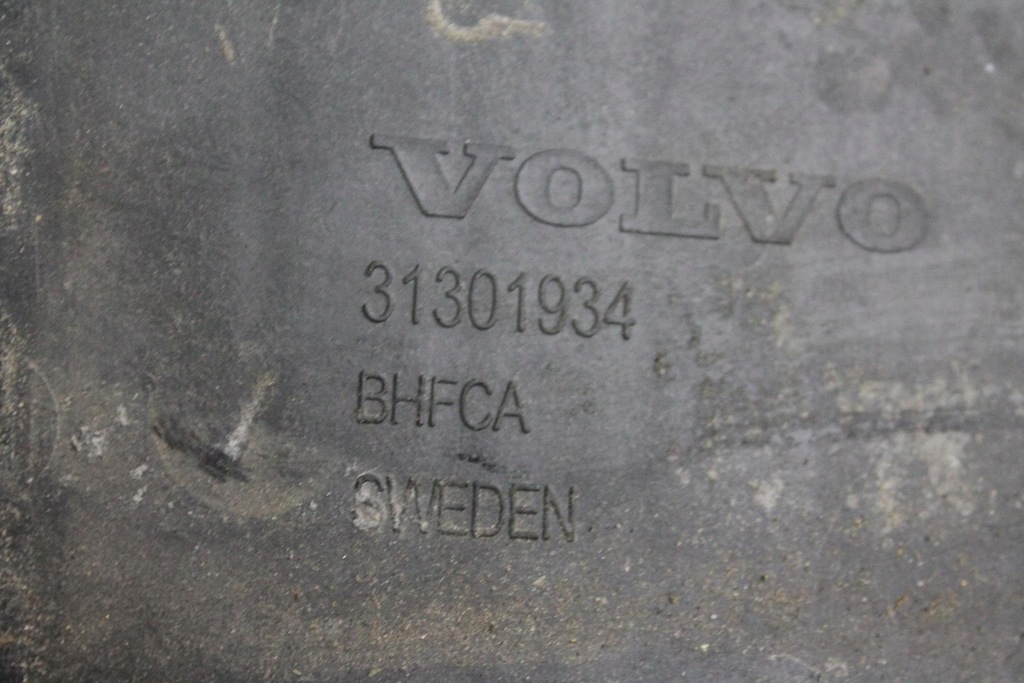 VOLVO
31301934
BHFCA
SWEDEN